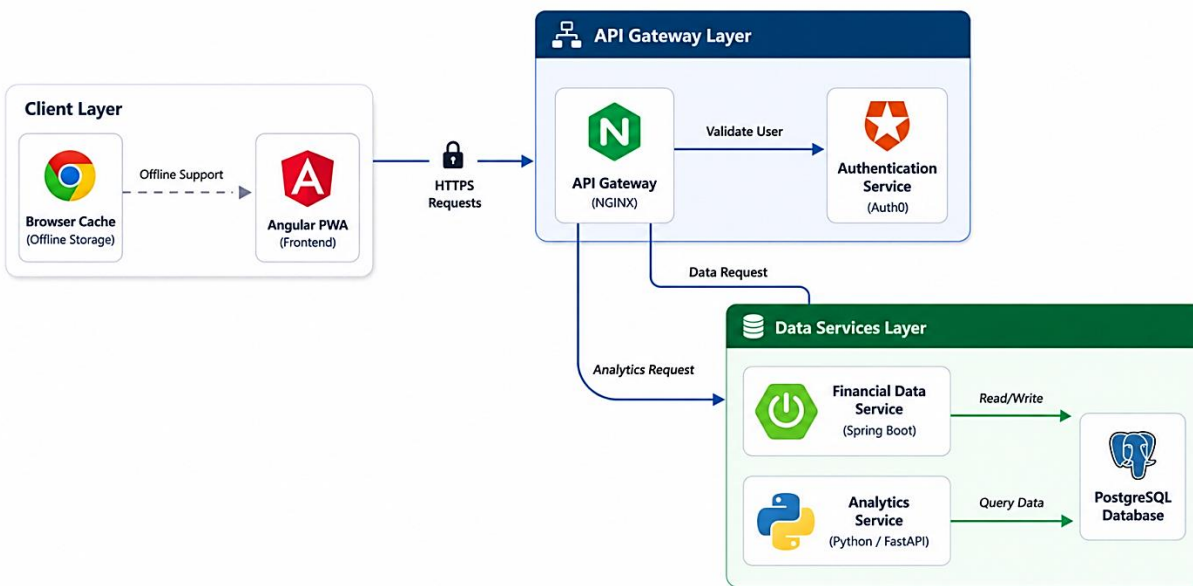 API Gateway Layer
Client Layer
Browser Cache
(Offline Storage)
Offline Support
Angular PWA
(Frontend)
HTTPS
Requests
API Gateway
(NGINX)
Validate User
Authentication
Service
(Auth0)
Data Request
Analytics Request
Data Services Layer
Financial Data
Service
(Spring Boot)
Read/Write
Analytics
Service
(Python / FastAPI)
Query Data
PostgreSQL
Database